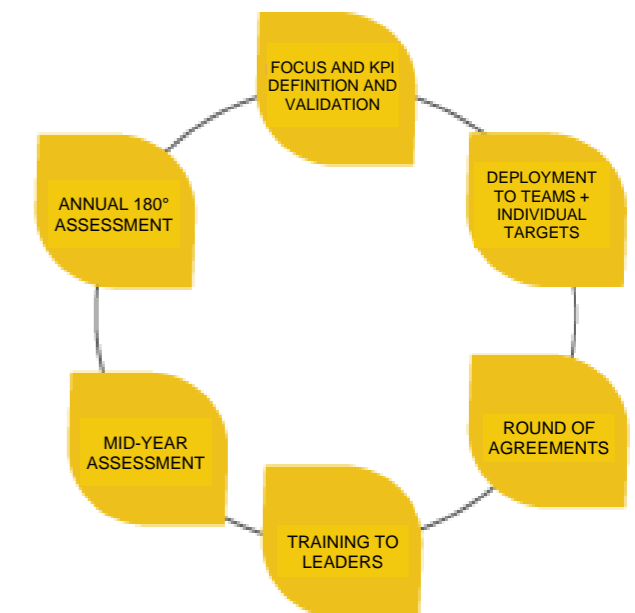 FOCUS AND KPI
DEFINITION AND
VALIDATION
DEPLOYMENT
TO TEAMS +
INDIVIDUAL
TARGETS
ROUND OF
AGREEMENTS
TRAINING TO
LEADERS
MID-YEAR
ASSESSMENT
ANNUAL 180°
ASSESSMENT